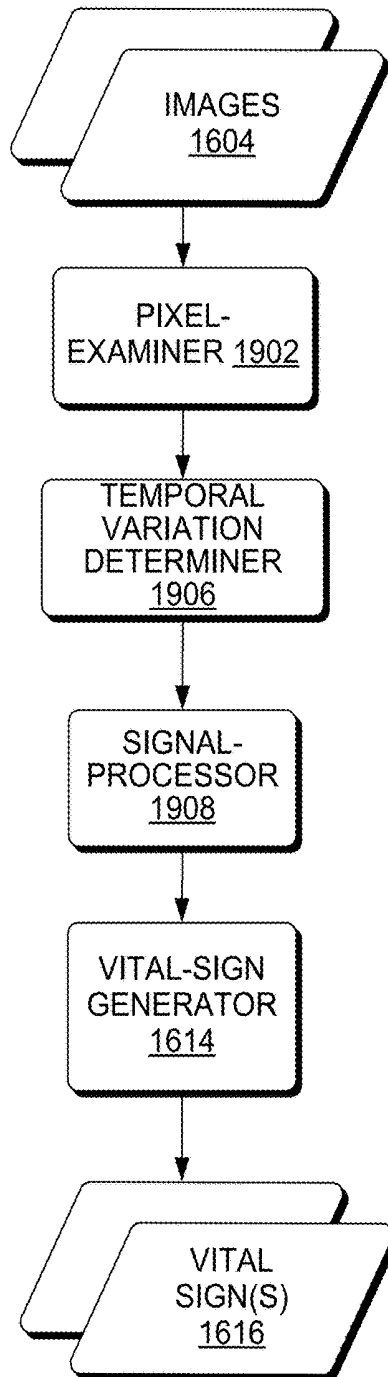 IMAGES
1604
PIXEL-
EXAMINER 1902
TEMPORAL
VARIATION
DETERMINER
1906
SIGNAL-
PROCESSOR
1908
VITAL-SIGN
GENERATOR
1614
VITAL
SIGN(S)
1616